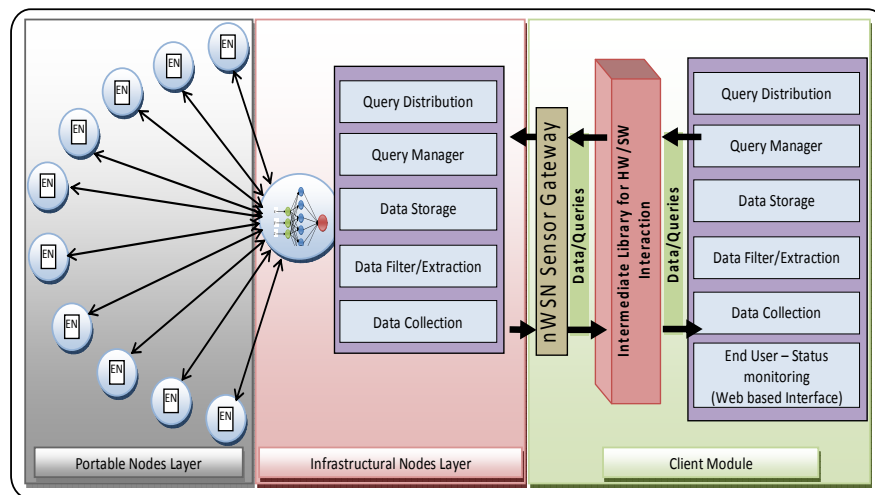 EN
EN
EN
EN
EN
EN
EN
EN
EN
EN
Portable Nodes Layer
Query Distribution
Query Manager
Data Storage
Data Filter/Extraction
Data Collection
Infrastructural Nodes Layer
nWSN Sensor Gateway
Data/Queries
Intermediate Library for HW/SW
Interaction
Data/Queries
Query Distribution
Query Manager
Data Storage
Data Filter/Extraction
Data Collection
End User – Status
monitoring
(Web based Interface)
Client Module